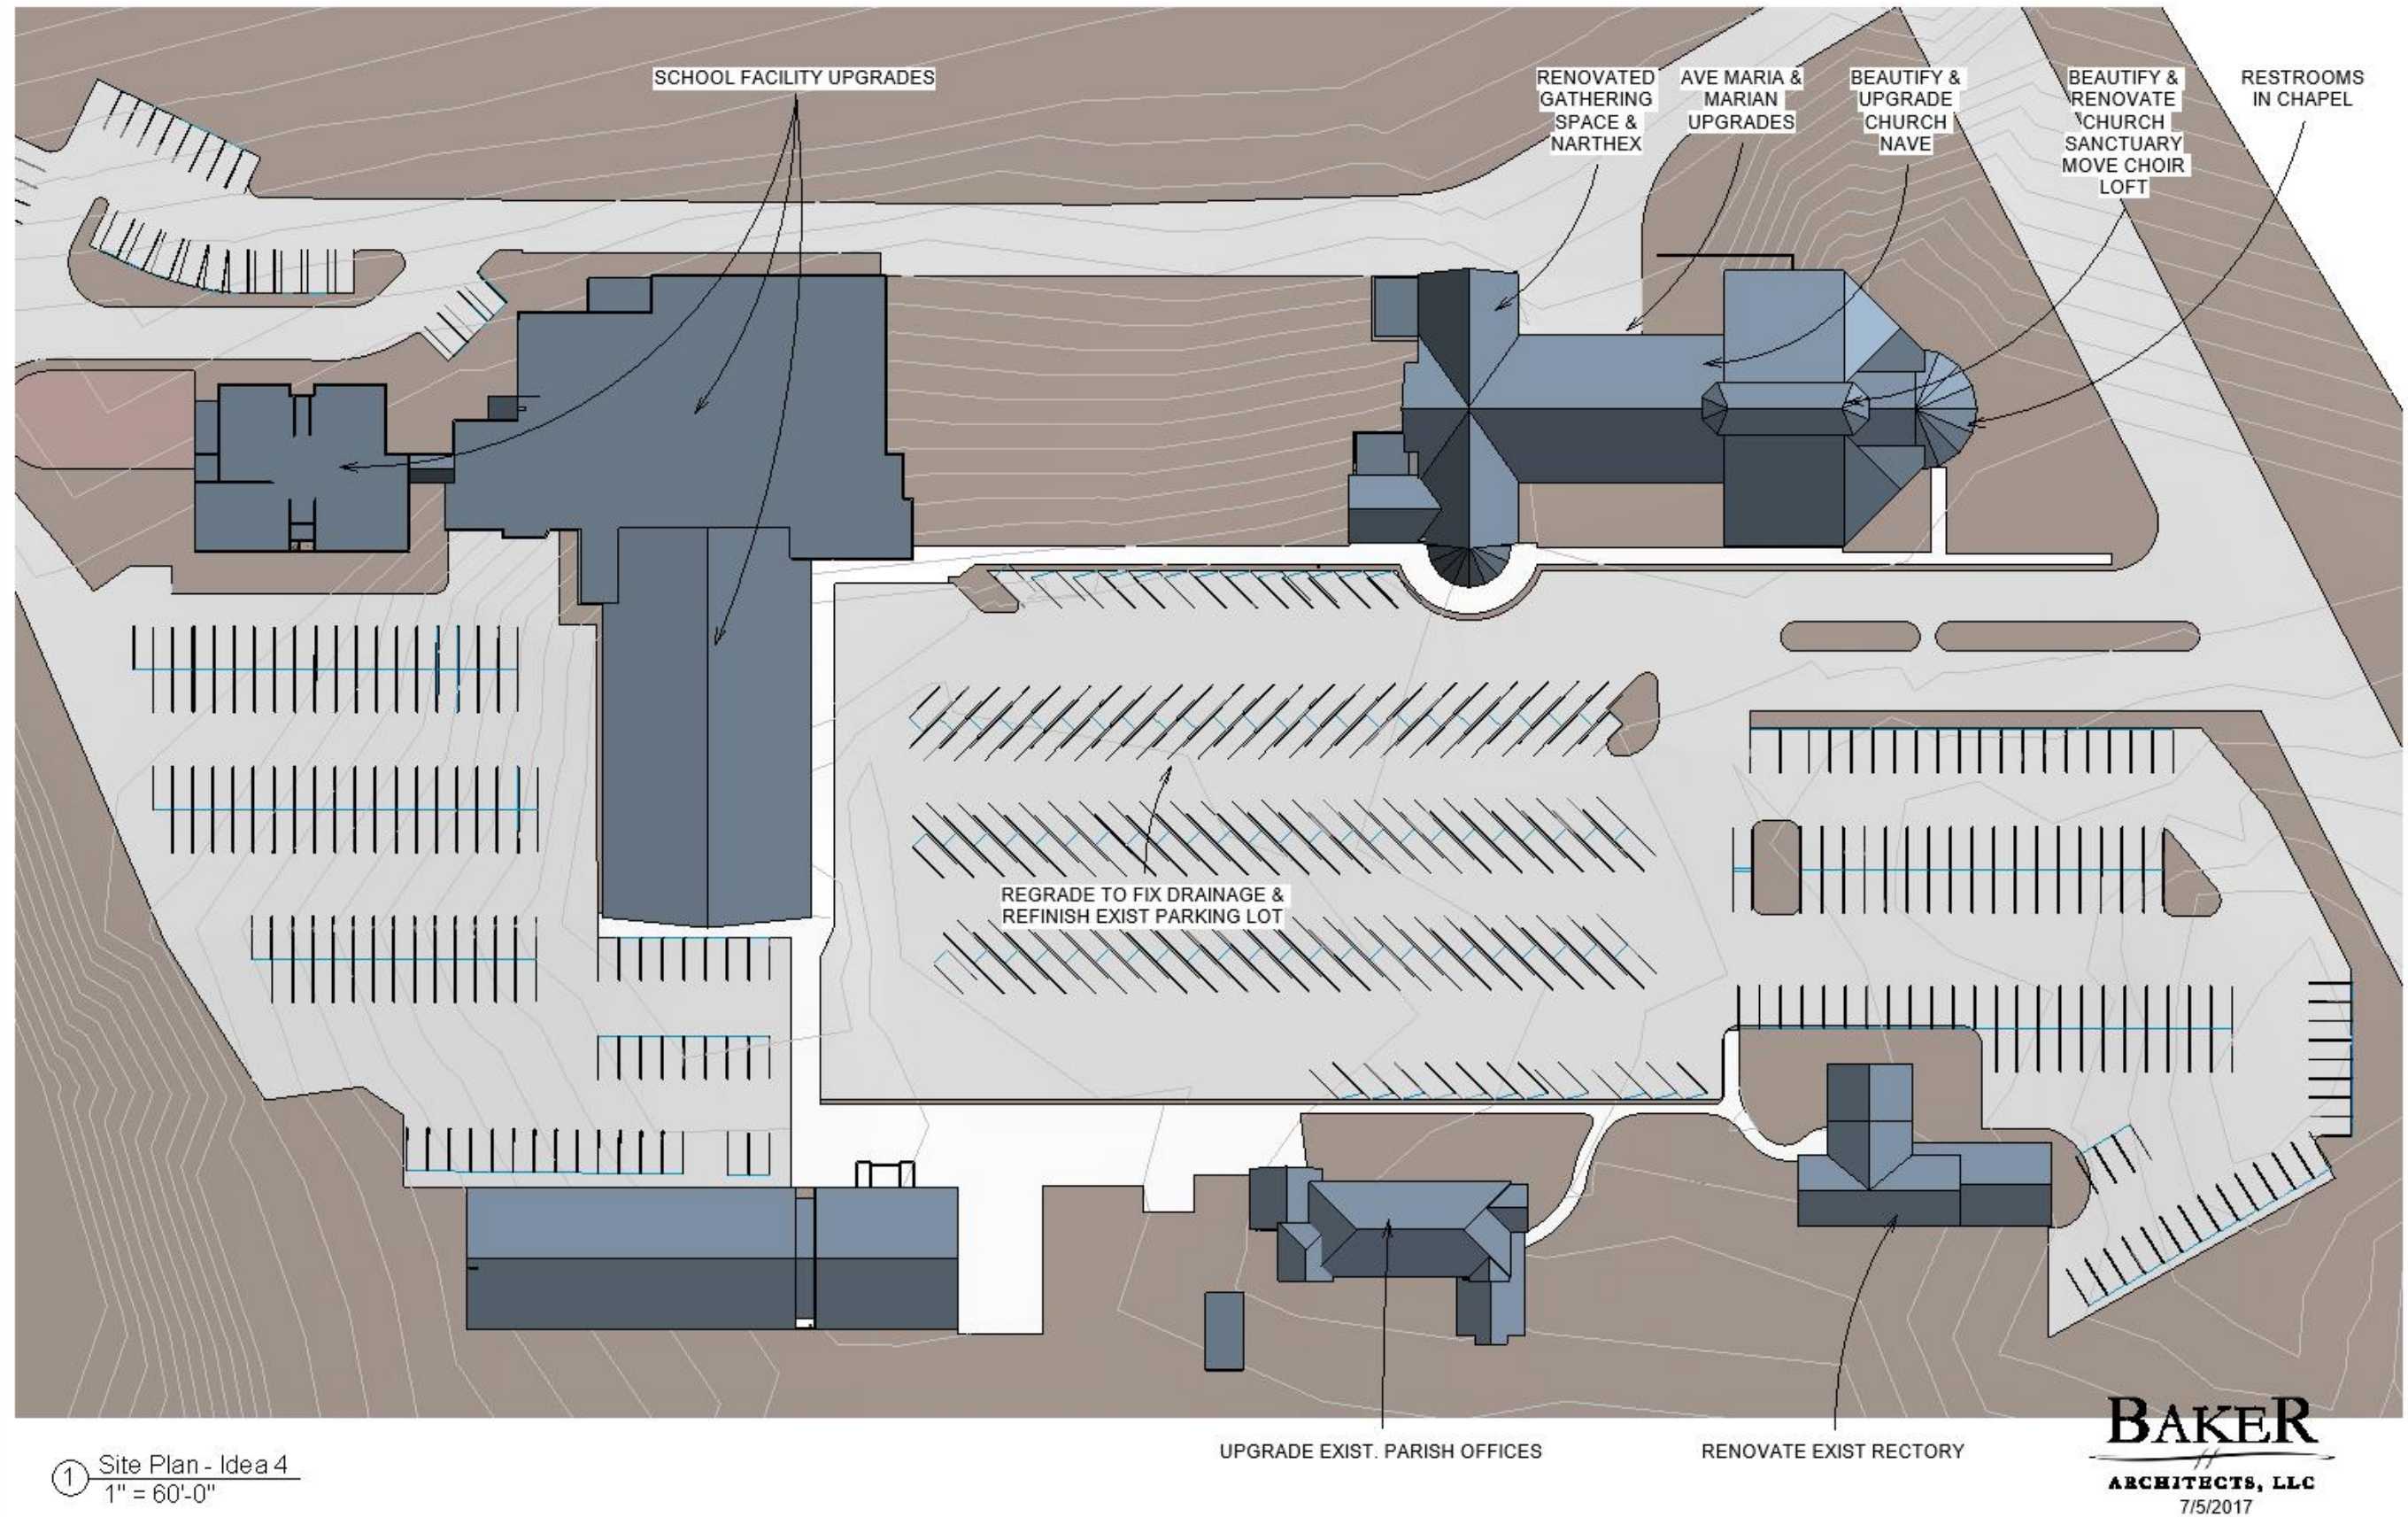 SCHOOL FACILITY UPGRADES
RENOVATED
GATHERING
SPACE &
NARTHEX
AVE MARIA &
MARIAN
UPGRADES
BEAUTIFY &
UPGRADE
CHURCH
NAVE
BEAUTIFY &
RENOVATE
CHURCH
SANCTUARY
MOVE CHOIR
LOFT
RESTROOMS
IN CHAPEL
REGRADE TO FIX DRAINAGE &
REFINISH EXIST PARKING LOT
UPGRADE EXIST. PARISH OFFICES
RENOVATE EXIST RECTORY
1 Site Plan - Idea 4
1" = 60'-0"
BAKER
ARCHITECTS, LLC
7/5/2017